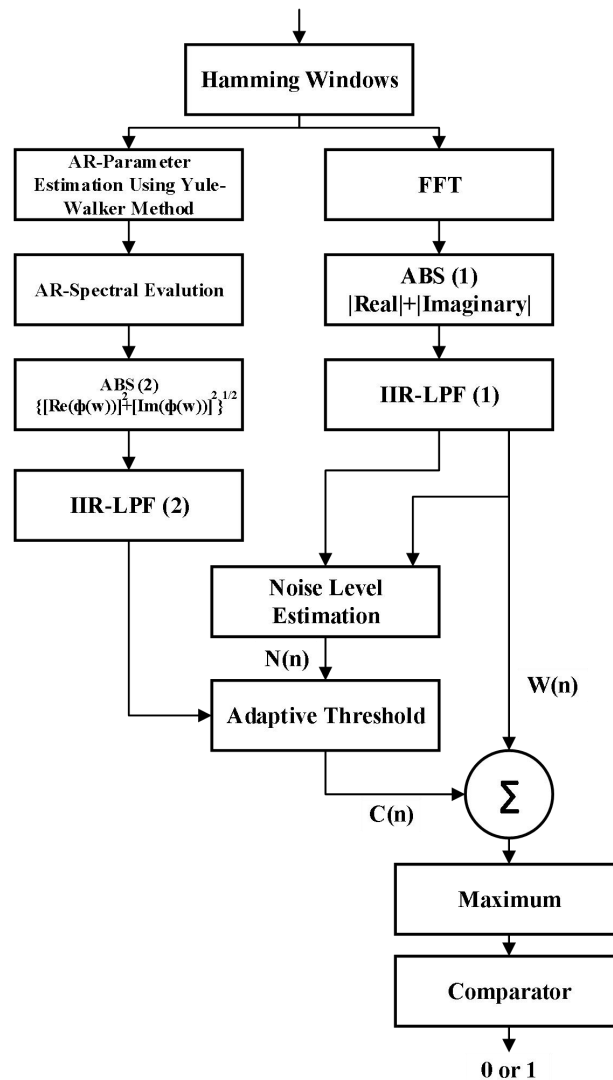 Hamming Windows
AR-Parameter
Estimation Using Yule-
Walker Method
FFT
AR-Spectral Evalution
ABS (1)
|Real|+|Imaginary|
ABS (2)
{[Re(ϕ(w))]²+[Im(ϕ(w))]²}¹/²
IIR-LPF (1)
IIR-LPF (2)
Noise Level
Estimation
N(n)
W(n)
Adaptive Threshold
C(n)
Σ
Maximum
Comparator
0 or 1